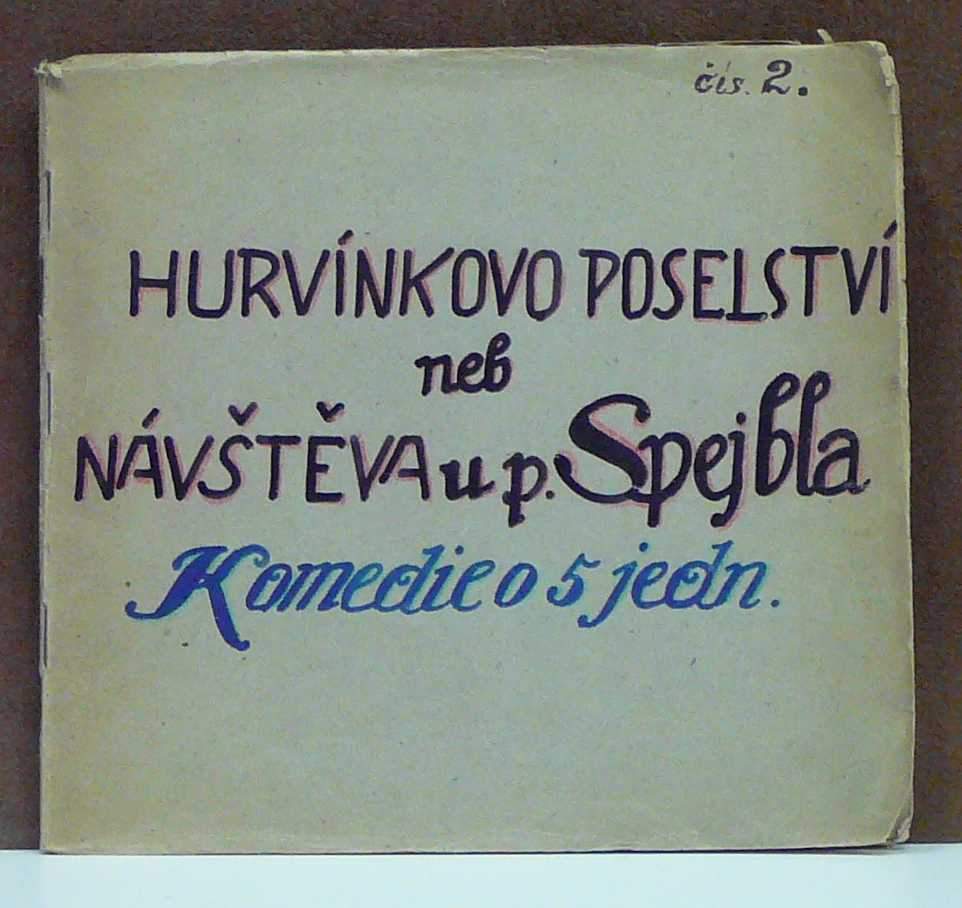 čís. 2.
HURVÍNKOVO POSELSTVÍ
neb
NÁVŠTĚVA u p. Spejbla
Komedie o 5 jedn.